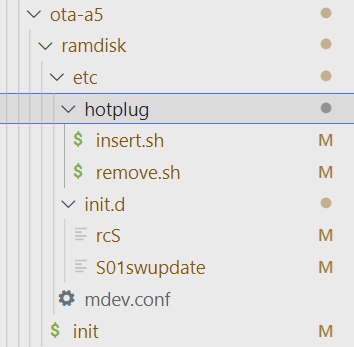 ota-a5
ramdisk
etc
hotplug
insert.sh M
remove.sh M
init.d
rcS M
S01swupdate M
mdev.conf
init M